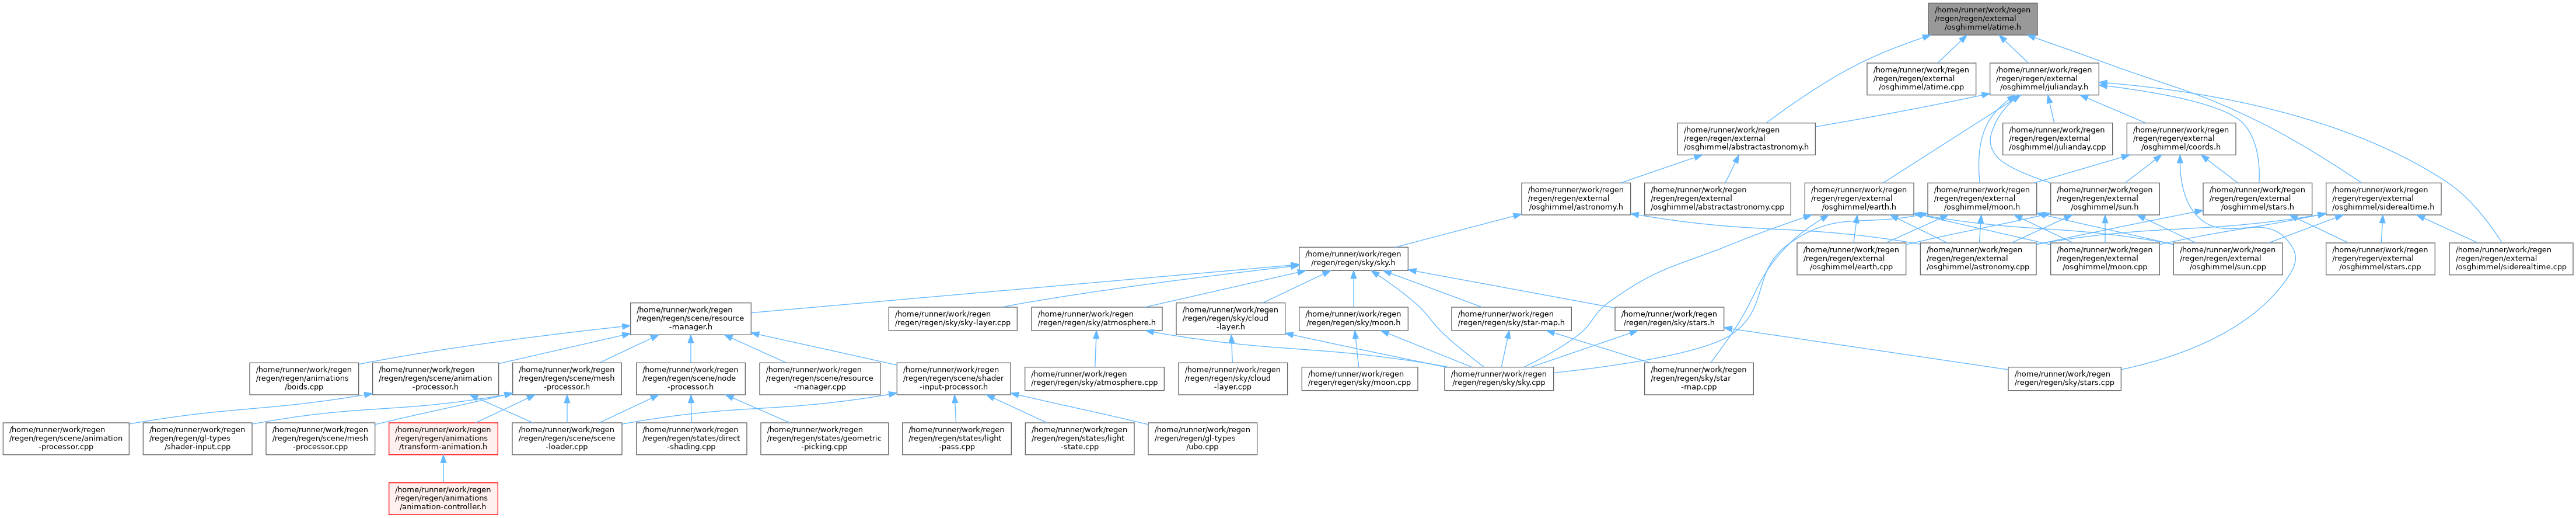 /home/runner/work/regen
/regen/regen/external
/osghimmel/atime.h
/home/runner/work/regen
/regen/regen/external
/osghimmel/atime.cpp
/home/runner/work/regen
/regen/regen/external
/osghimmel/julianday.h
/home/runner/work/regen
/regen/regen/external
/osghimmel/abstractastronomy.h
/home/runner/work/regen
/regen/regen/external
/osghimmel/julianday.cpp
/home/runner/work/regen
/regen/regen/external
/osghimmel/coords.h
/home/runner/work/regen
/regen/regen/external
/osghimmel/astronomy.h
/home/runner/work/regen
/regen/regen/external
/osghimmel/abstractastronomy.cpp
/home/runner/work/regen
/regen/regen/external
/osghimmel/earth.h
/home/runner/work/regen
/regen/regen/external
/osghimmel/moon.h
/home/runner/work/regen
/regen/regen/external
/osghimmel/sun.h
/home/runner/work/regen
/regen/regen/external
/osghimmel/stars.h
/home/runner/work/regen
/regen/regen/external
/osghimmel/siderealtime.h
/home/runner/work/regen
/regen/regen/sky/sky.h
/home/runner/work/regen
/regen/regen/external
/osghimmel/earth.cpp
/home/runner/work/regen
/regen/regen/external
/osghimmel/astronomy.cpp
/home/runner/work/regen
/regen/regen/external
/osghimmel/moon.cpp
/home/runner/work/regen
/regen/regen/external
/osghimmel/sun.cpp
/home/runner/work/regen
/regen/regen/external
/osghimmel/stars.cpp
/home/runner/work/regen
/regen/regen/external
/osghimmel/siderealtime.cpp
/home/runner/work/regen
/regen/regen/scene/resource
-manager.h
/home/runner/work/regen
/regen/regen/sky/sky-layer.cpp
/home/runner/work/regen
/regen/regen/sky/atmosphere.h
/home/runner/work/regen
/regen/regen/sky/cloud
-layer.h
/home/runner/work/regen
/regen/regen/sky/moon.h
/home/runner/work/regen
/regen/regen/sky/star-map.h
/home/runner/work/regen
/regen/regen/sky/stars.h
/home/runner/work/regen
/regen/regen/animations
/boids.cpp
/home/runner/work/regen
/regen/regen/scene/animation
-processor.h
/home/runner/work/regen
/regen/regen/scene/mesh
-processor.h
/home/runner/work/regen
/regen/regen/scene/node
-processor.h
/home/runner/work/regen
/regen/regen/scene/resource
-manager.cpp
/home/runner/work/regen
/regen/regen/scene/shader
-input-processor.h
/home/runner/work/regen
/regen/regen/sky/atmosphere.cpp
/home/runner/work/regen
/regen/regen/sky/cloud
-layer.cpp
/home/runner/work/regen
/regen/regen/sky/moon.cpp
/home/runner/work/regen
/regen/regen/sky/sky.cpp
/home/runner/work/regen
/regen/regen/sky/star
-map.cpp
/home/runner/work/regen
/regen/regen/sky/stars.cpp
/home/runner/work/regen
/regen/regen/scene/animation
-processor.cpp
/home/runner/work/regen
/regen/regen/gl-types
/shader-input.cpp
/home/runner/work/regen
/regen/regen/scene/mesh
-processor.cpp
/home/runner/work/regen
/regen/regen/animations
/transform-animation.h
/home/runner/work/regen
/regen/regen/scene/scene
-loader.cpp
/home/runner/work/regen
/regen/regen/states/direct
-shading.cpp
/home/runner/work/regen
/regen/regen/states/geometric
-picking.cpp
/home/runner/work/regen
/regen/regen/states/light
-pass.cpp
/home/runner/work/regen
/regen/regen/states/light
-state.cpp
/home/runner/work/regen
/regen/regen/gl-types
/ubo.cpp
/home/runner/work/regen
/regen/regen/animations
/animation-controller.h